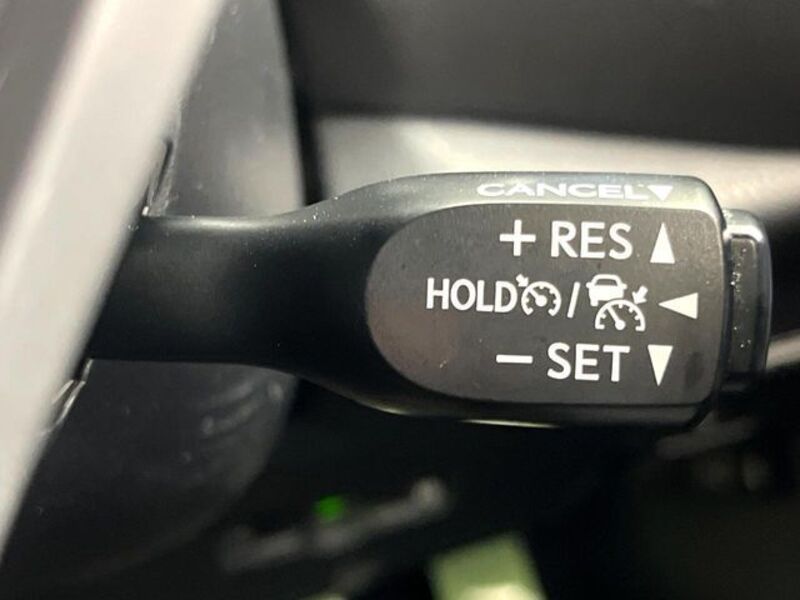 CANCEL
+ RES
HOLD /
− SET